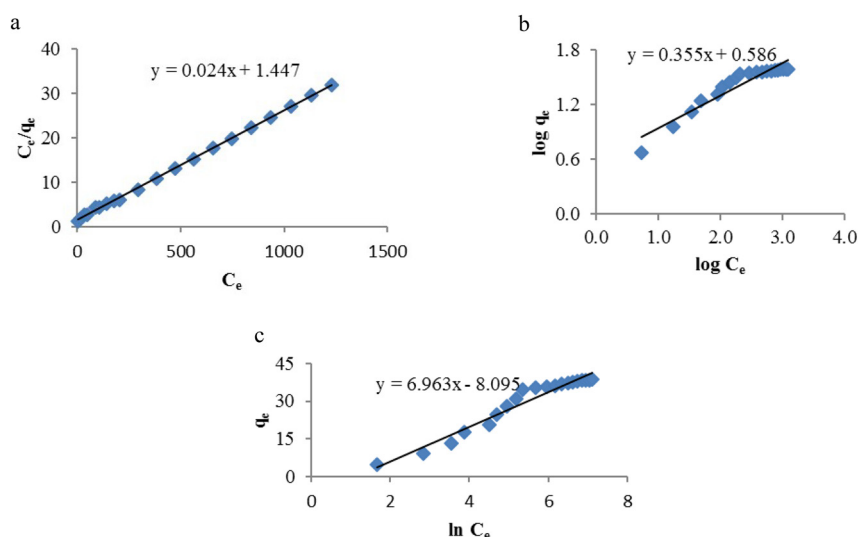 a
40
30
20
10
0
y = 0.024x + 1.447
Cₑ/qₑ
0 500 1000 1500
Cₑ
b
1.8
1.2
0.6
0.0
y = 0.355x + 0.586
log qₑ
0.0 1.0 2.0 3.0 4.0
log Cₑ
c
45
30
15
0
y = 6.963x - 8.095
qₑ
0 2 4 6 8
ln Cₑ